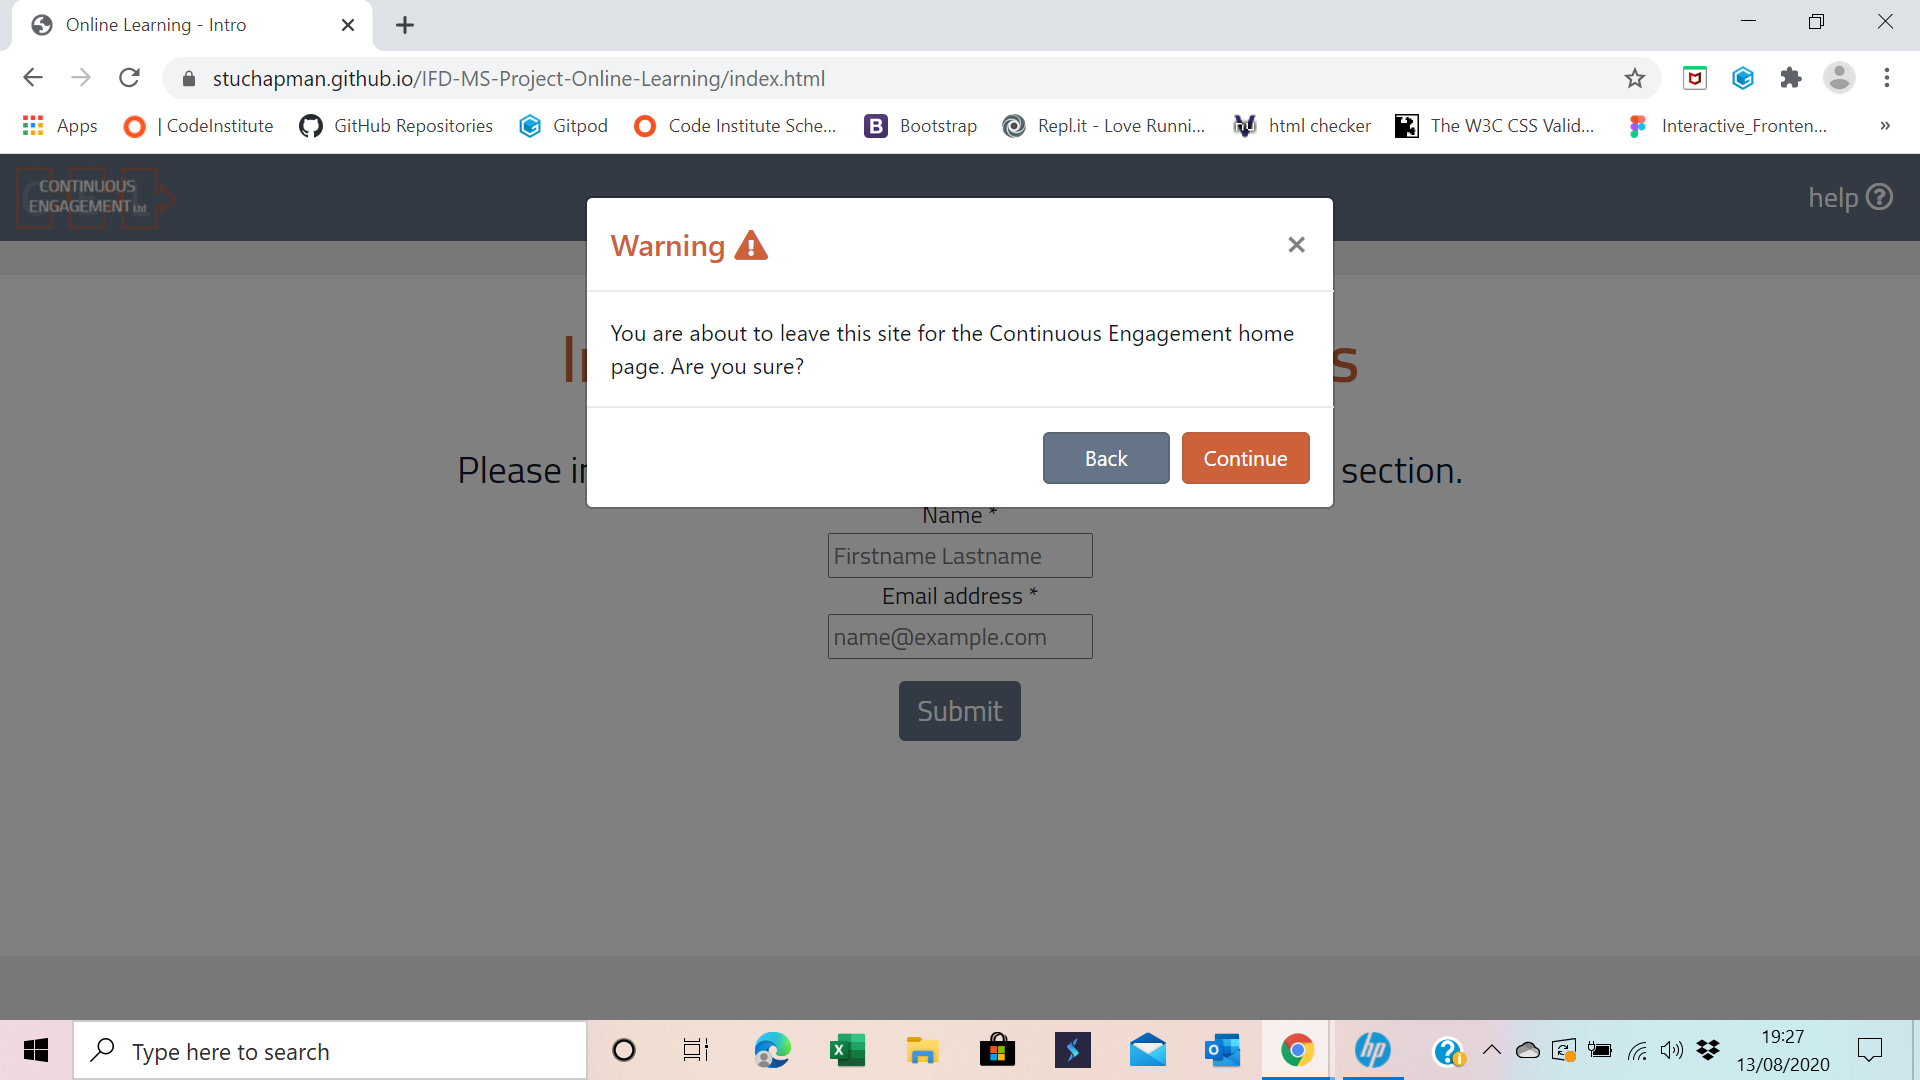 Online Learning - Intro
stuchapman.github.io/IFD-MS-Project-Online-Learning/index.html
Apps
| CodeInstitute
GitHub Repositories
Gitpod
Code Institute Sche...
B Bootstrap
Repl.it - Love Runni...
html checker
The W3C CSS Valid...
Interactive_Fronten...
»
CONTINUOUS
ENGAGEMENT Ltd
help
Warning
You are about to leave this site for the Continuous Engagement home
page. Are you sure?
Back
Continue
Please
section.
Name *
Firstname Lastname
Email address *
name@example.com
Submit
Type here to search
hp
19:27
13/08/2020